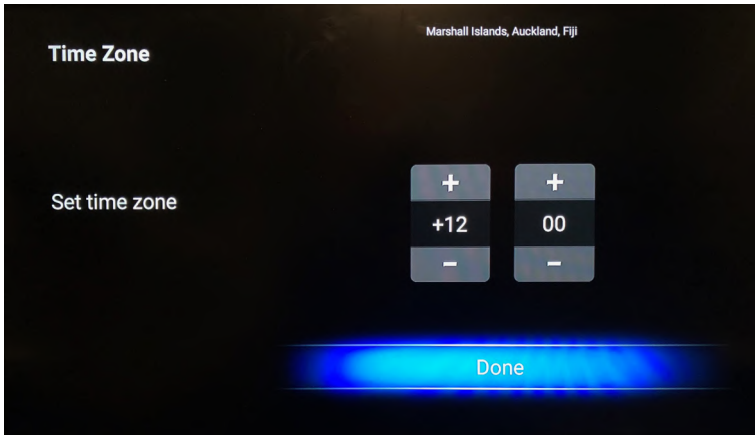 Marshall Islands, Auckland, Fiji
Time Zone
+ +
Set time zone
+12 00
- -
Done